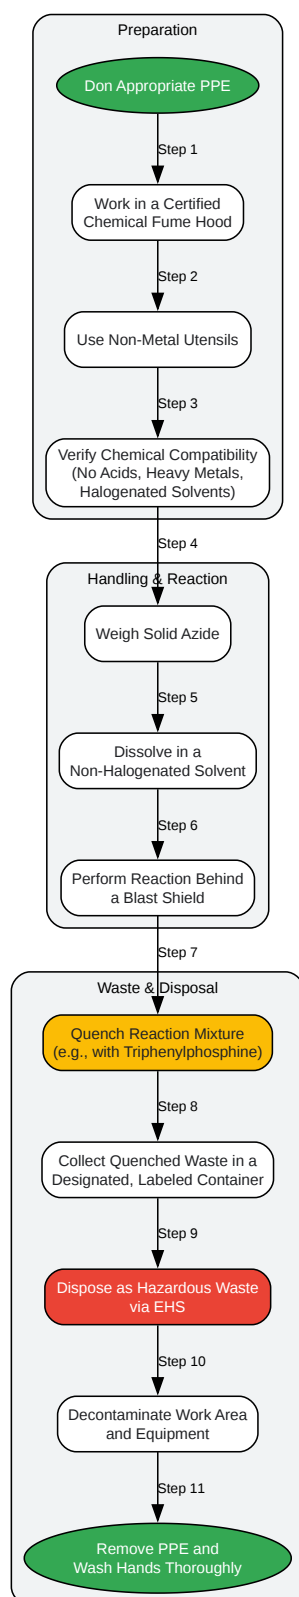 Preparation
Don Appropriate PPE
Step 1
Work in a Certified
Chemical Fume Hood
Step 2
Use Non-Metal Utensils
Step 3
Verify Chemical Compatibility
(No Acids, Heavy Metals,
Halogenated Solvents)
Step 4
Handling & Reaction
Weigh Solid Azide
Step 5
Dissolve in a
Non-Halogenated Solvent
Step 6
Perform Reaction Behind
a Blast Shield
Step 7
Waste & Disposal
Quench Reaction Mixture
(e.g., with Triphenylphosphine)
Step 8
Collect Quenched Waste in a
Designated, Labeled Container
Step 9
Dispose as Hazardous Waste
via EHS
Step 10
Decontaminate Work Area
and Equipment
Step 11
Remove PPE and
Wash Hands Thoroughly